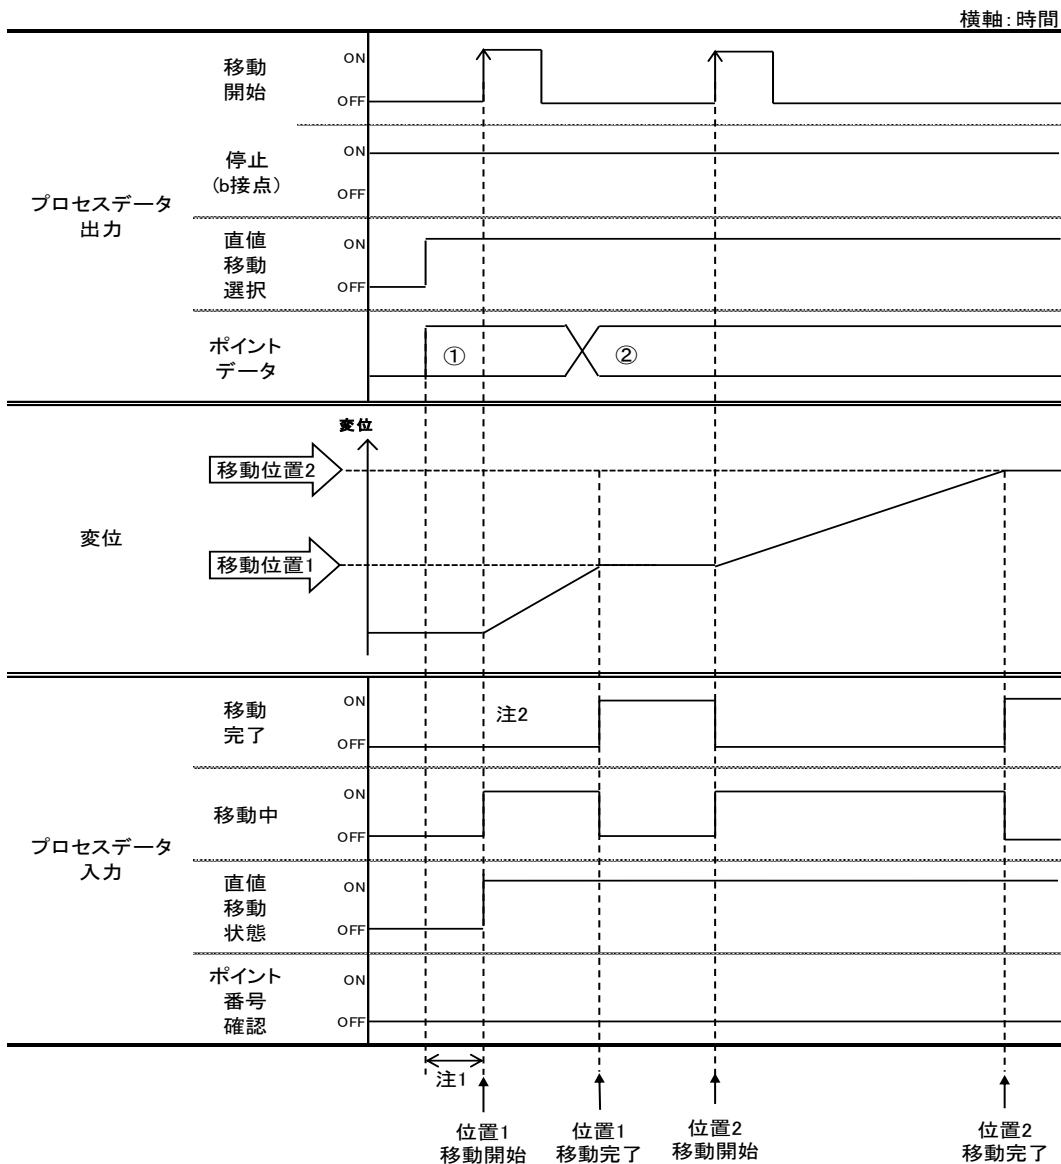 横軸:時間
プロセスデータ
出力
移動
開始
ON
OFF
停止
(b接点)
ON
OFF
直値
移動
選択
ON
OFF
ポイント
データ
①
②
変位
変位
移動位置2
移動位置1
プロセスデータ
入力
移動
完了
ON
OFF
注2
移動中
ON
OFF
直値
移動
状態
ON
OFF
ポイント
番号
確認
ON
OFF
注1
位置1
移動開始
位置1
移動完了
位置2
移動開始
位置2
移動完了